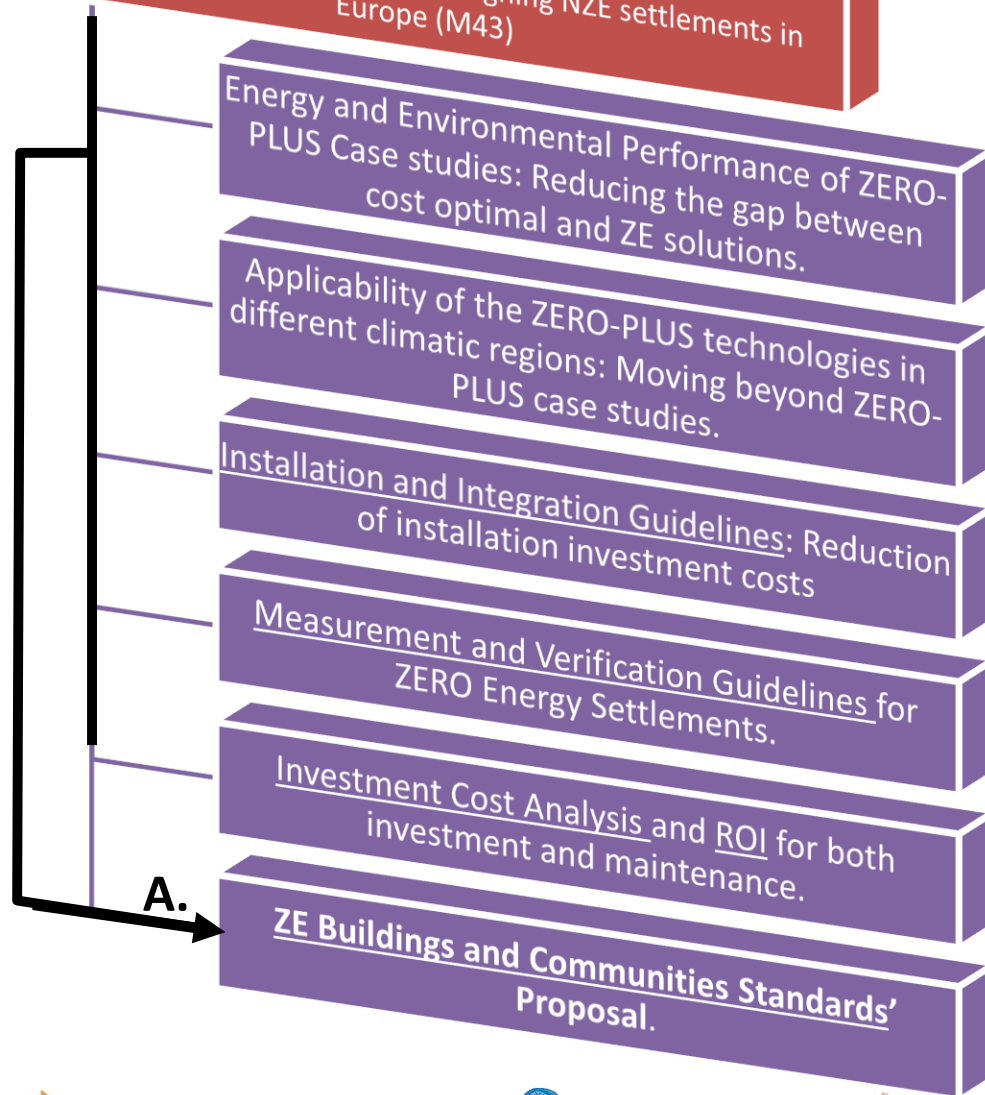 NZE settlements in
Europe (M43)
Energy and Environmental Performance of ZERO-
PLUS Case studies: Reducing the gap between
cost optimal and ZE solutions.
Applicability of the ZERO-PLUS technologies in
different climatic regions: Moving beyond ZERO-
PLUS case studies.
Installation and Integration Guidelines: Reduction
of installation investment costs
Measurement and Verification Guidelines for
ZERO Energy Settlements.
Investment Cost Analysis and ROI for both
investment and maintenance.
A.
ZE Buildings and Communities Standards’
Proposal.